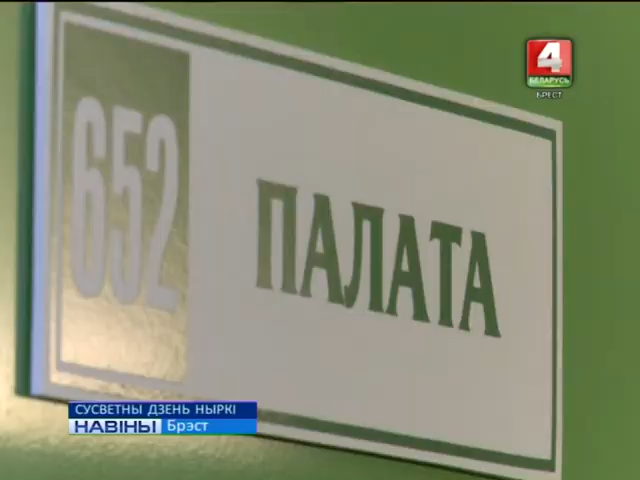 4
БЕЛАРУСЬ
БРЕСТ
652
ПАЛАТА
СУСВЕТНЫ ДЗЕНЬ НЫРКІ
НАВІНЫ Брэст